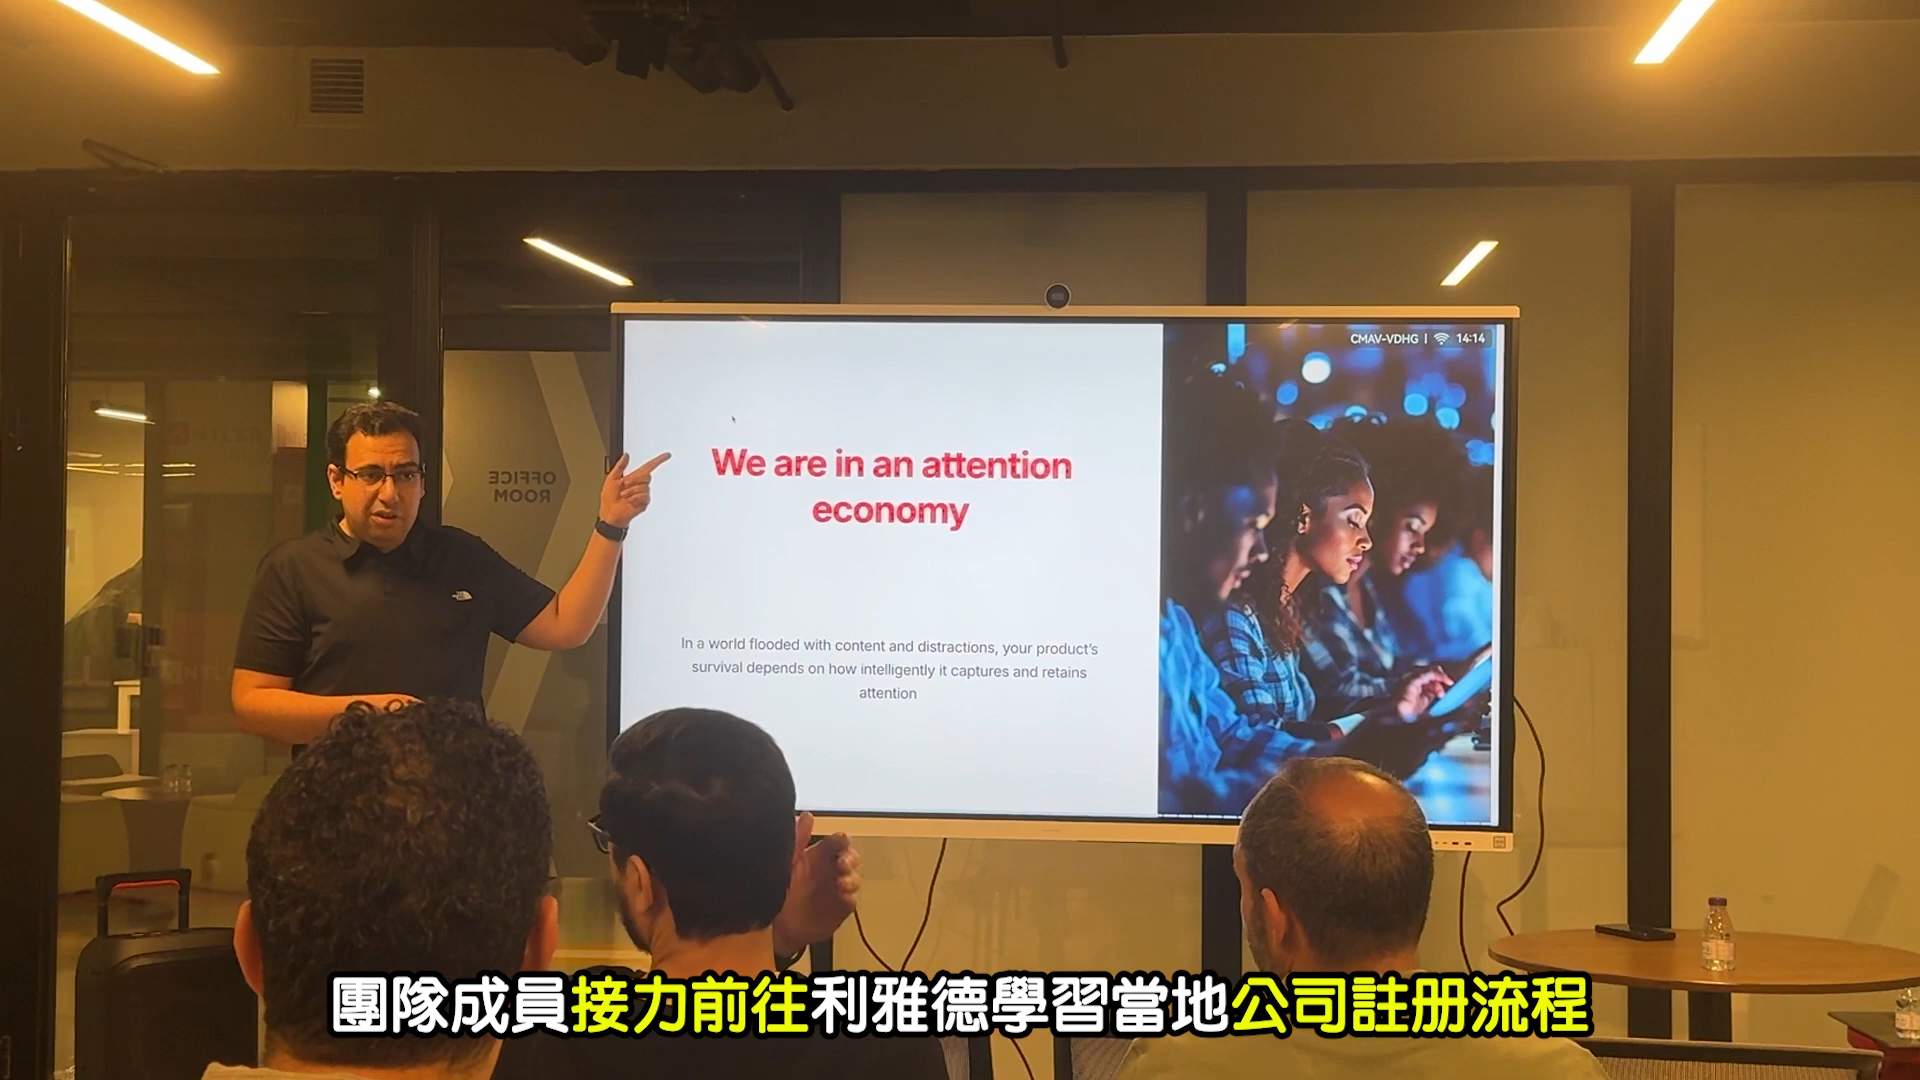 CMAV-VDHG | 14:14
We are in an attention
economy
OFFICE
ROOM
In a world flooded with content and distractions, your product's
survival depends on how intelligently it captures and retains
attention
團隊成員接力前往利雅德學習當地公司註册流程